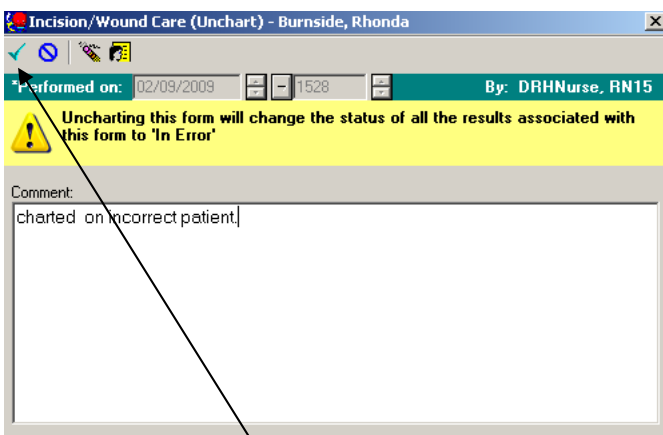 Incision/Wound Care (Unchart) - Burnside, Rhonda
*Performed on: 02/09/2009 1528 By: DRHNurse, RN15
Uncharting this form will change the status of all the results associated with
this form to 'In Error'
Comment:
charted on incorrect patient.